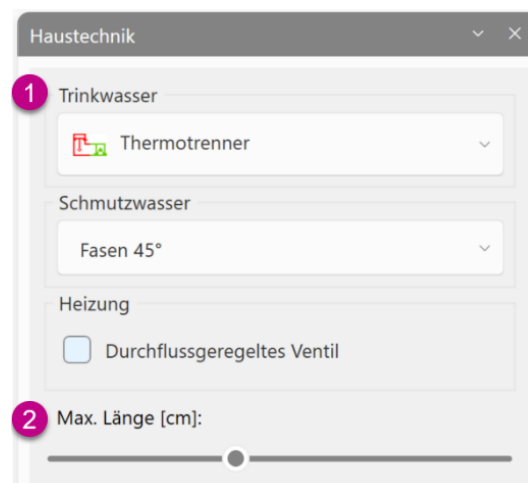 Haustechnik
1 Trinkwasser
Thermotrenner
Schmutzwasser
Fasen 45°
Heizung
Durchflussgeregeltes Ventil
2 Max. Länge [cm]: